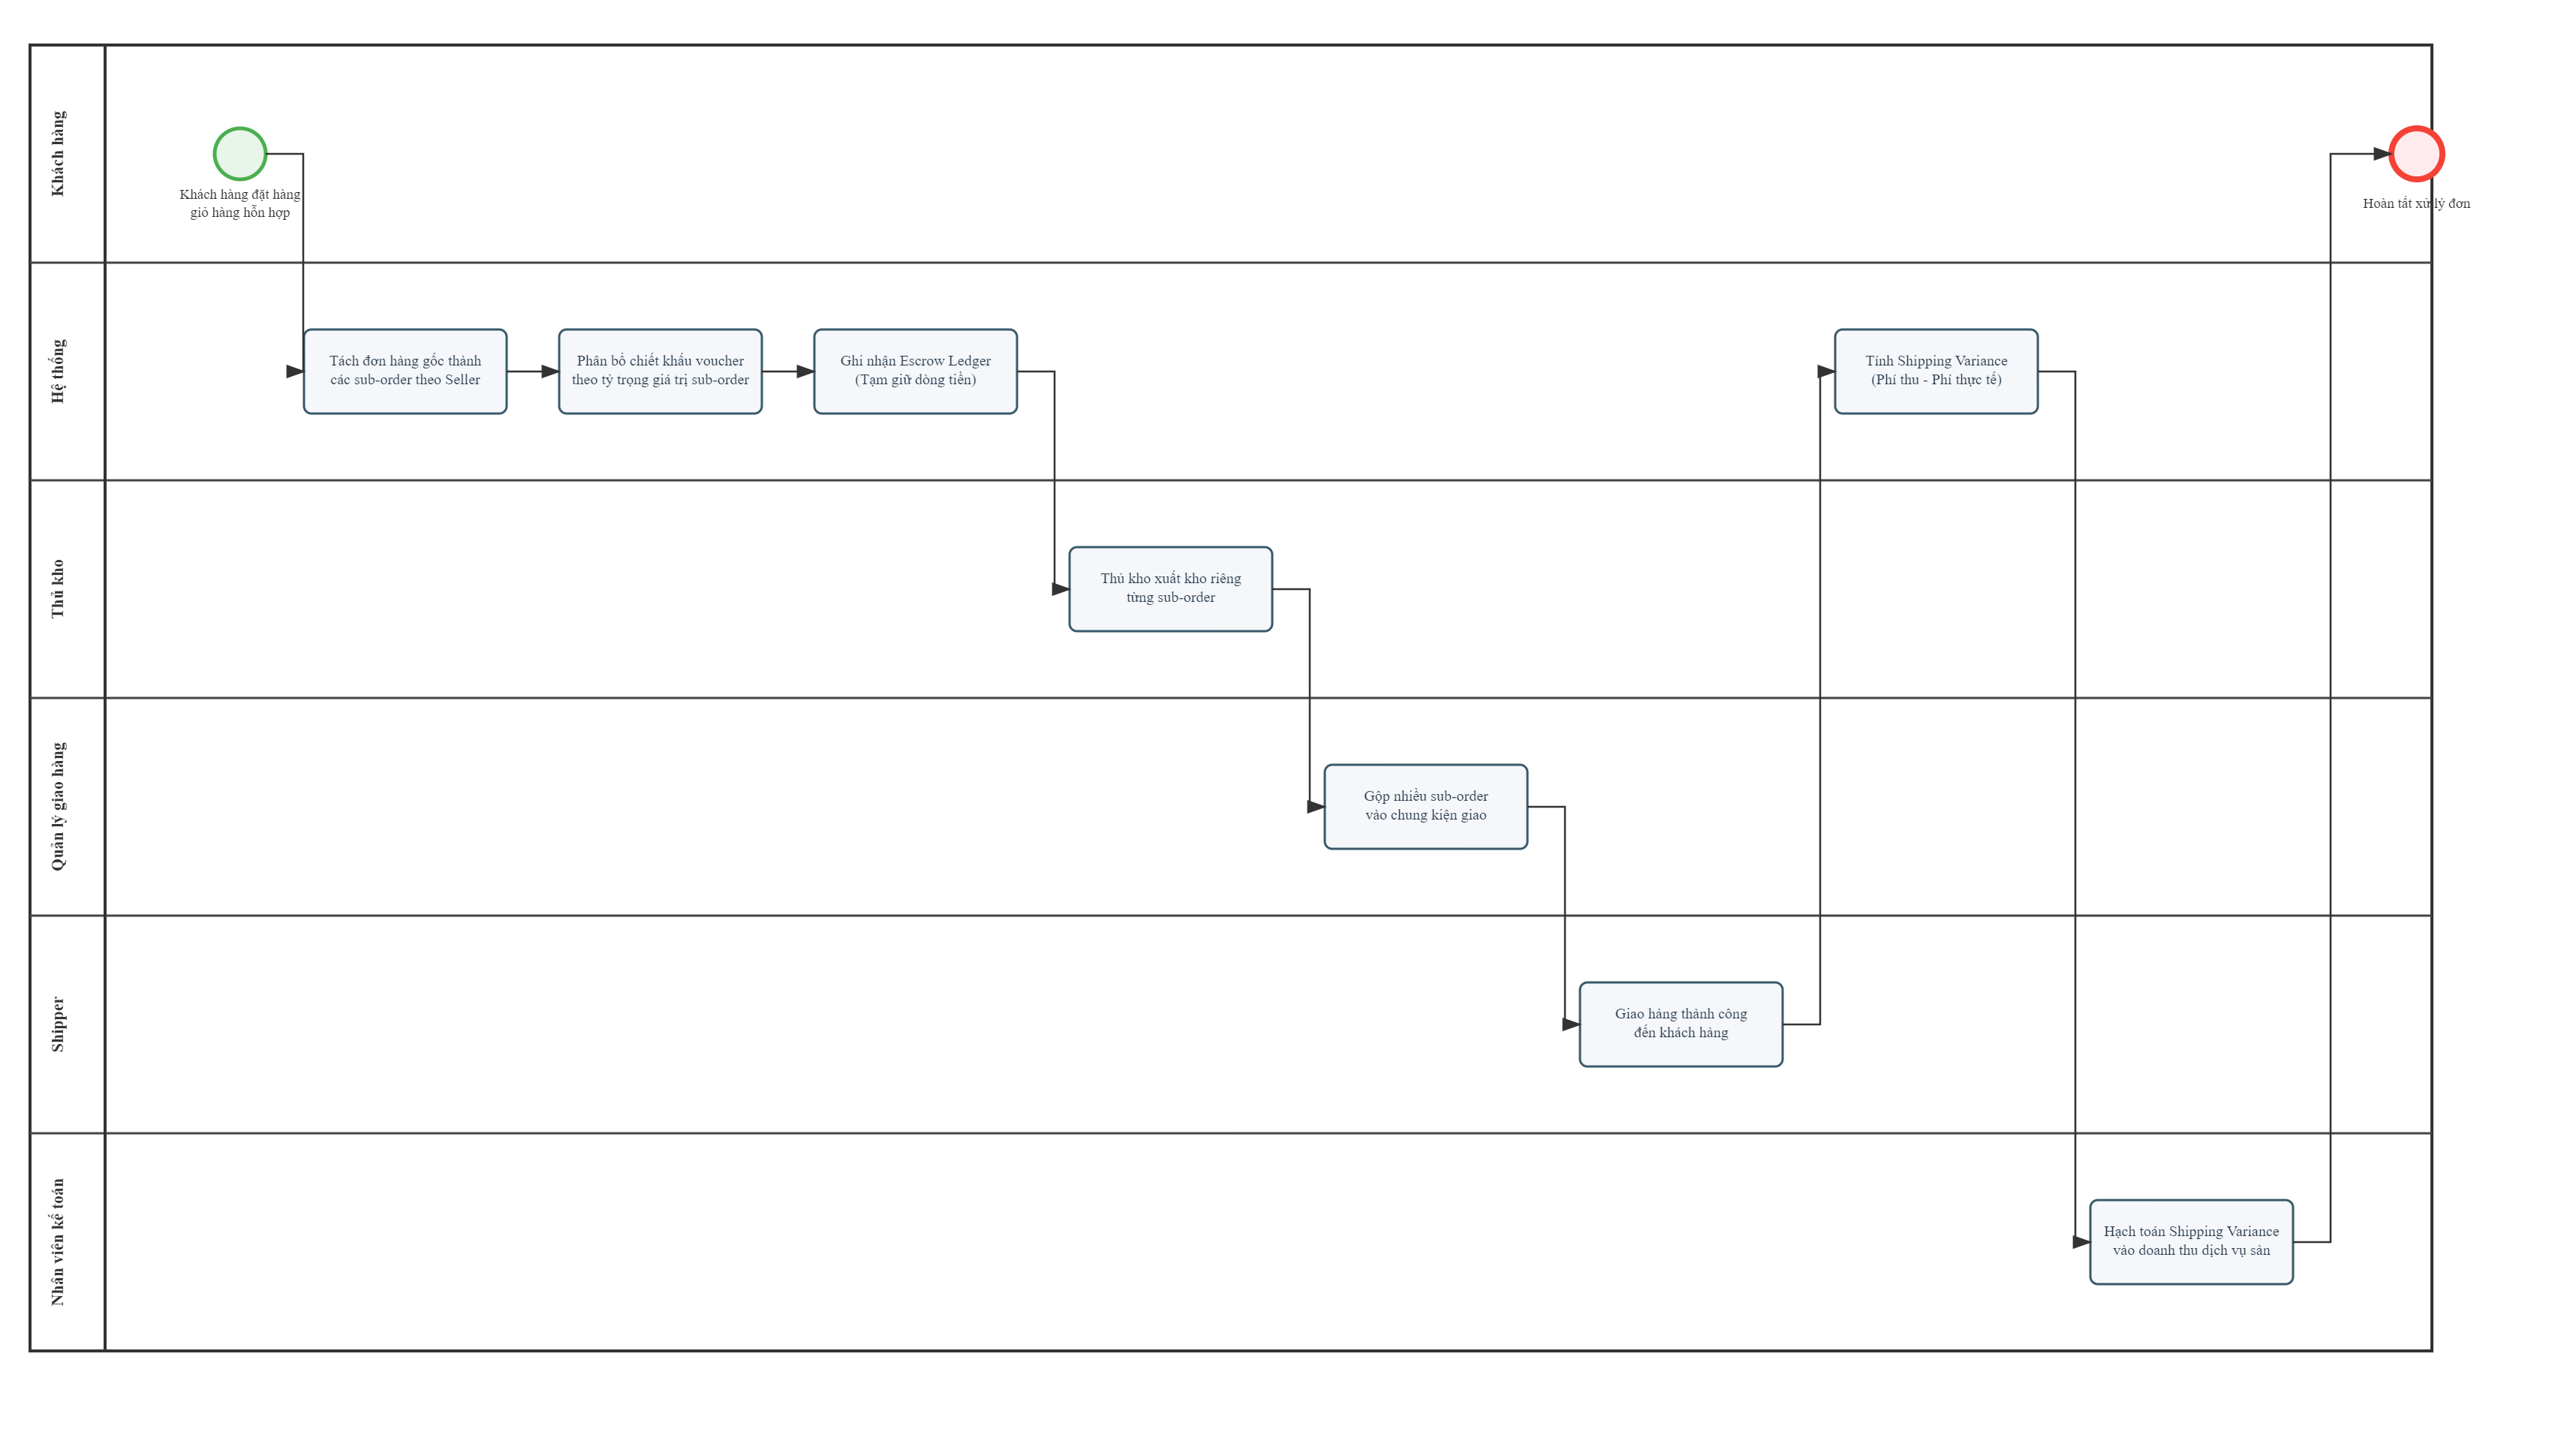 Khách hàng
Khách hàng đặt hàng
giỏ hàng hỗn hợp
Hoàn tất xử lý đơn
Hệ thống
Tách đơn hàng gốc thành
các sub-order theo Seller
Phân bổ chiết khấu voucher
theo tỷ trọng giá trị sub-order
Ghi nhận Escrow Ledger
(Tạm giữ dòng tiền)
Tính Shipping Variance
(Phí thu - Phí thực tế)
Thủ kho
Thủ kho xuất kho riêng
từng sub-order
Quản lý giao hàng
Gộp nhiều sub-order
vào chung kiện giao
Shipper
Giao hàng thành công
đến khách hàng
Nhân viên kế toán
Hạch toán Shipping Variance
vào doanh thu dịch vụ sàn